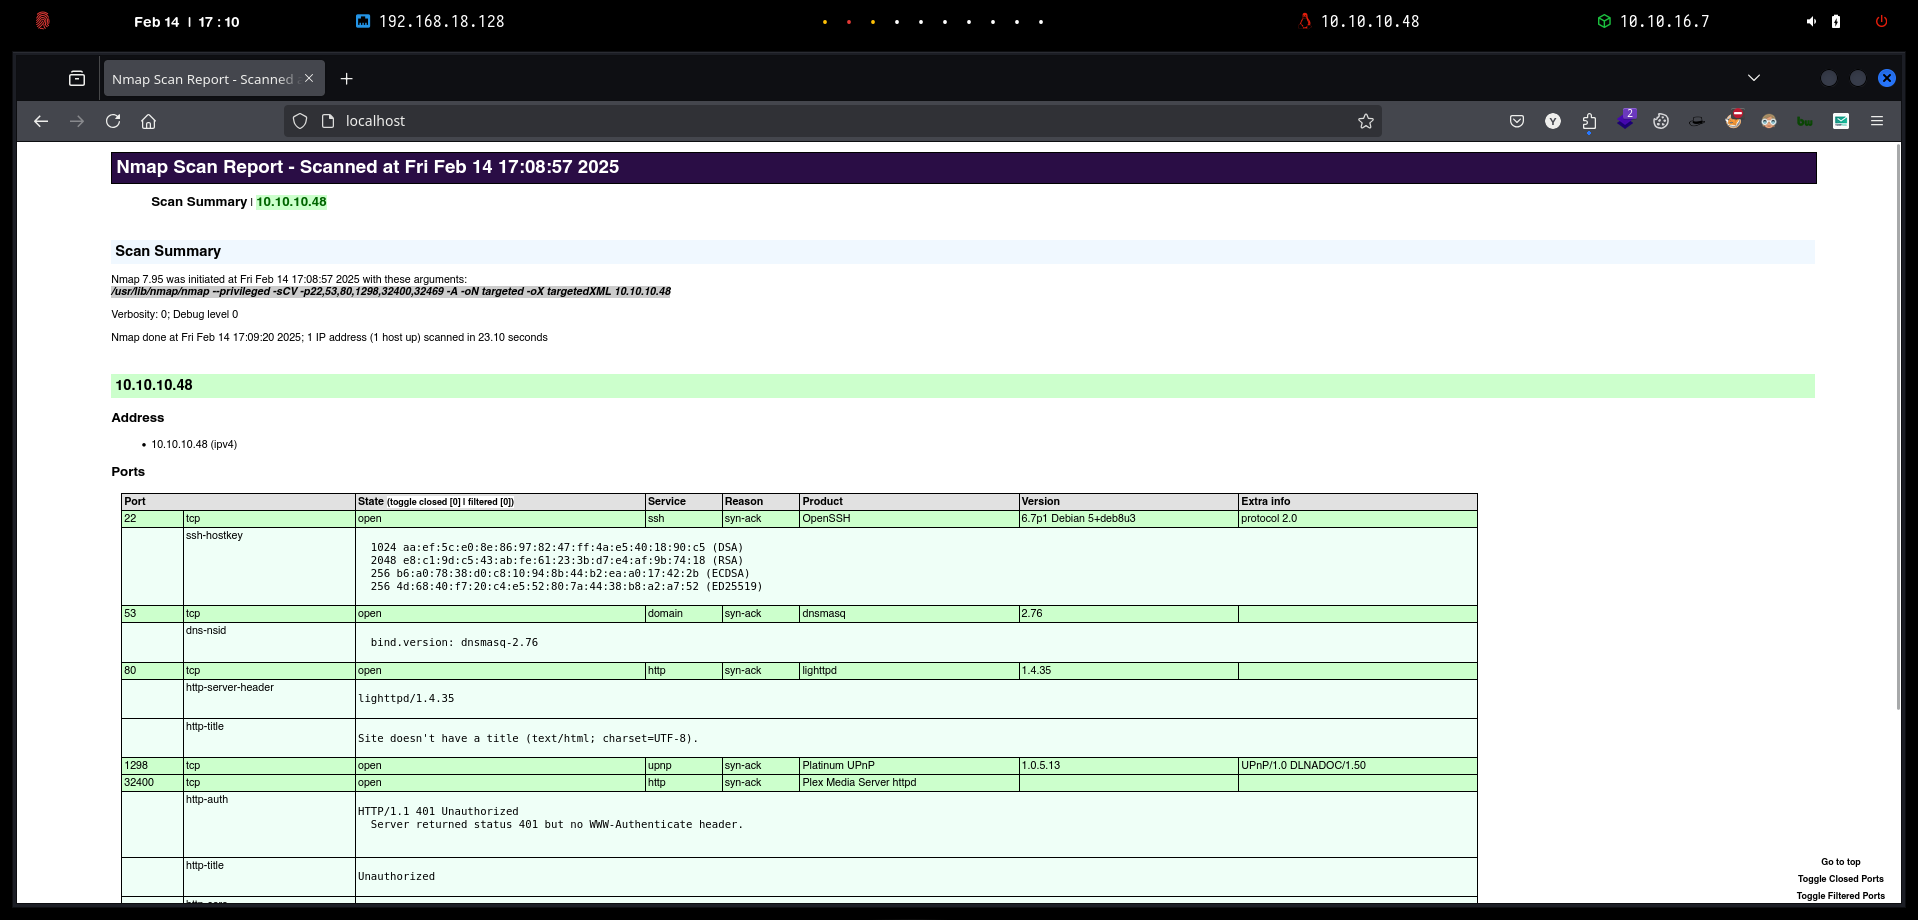 Feb 14 | 17 : 10
192.168.18.128
10.10.10.48
10.10.16.7
Nmap Scan Report - Scanned
localhost
Y
2
bw
Nmap Scan Report - Scanned at Fri Feb 14 17:08:57 2025
Scan Summary | 10.10.10.48
Scan Summary
Nmap 7.95 was initiated at Fri Feb 14 17:08:57 2025 with these arguments:
/usr/lib/nmap/nmap --privileged -sCV -p22,53,80,1298,32400,32469 -A -oN targeted -oX targetedXML 10.10.10.48
Verbosity: 0; Debug level 0
Nmap done at Fri Feb 14 17:09:20 2025; 1 IP address (1 host up) scanned in 23.10 seconds
10.10.10.48
Address
• 10.10.10.48 (ipv4)
Ports
Port State (toggle closed [0] | filtered [0]) Service Reason Product Version Extra info
22 tcp open ssh syn-ack OpenSSH 6.7p1 Debian 5+deb8u3 protocol 2.0
ssh-hostkey
1024 aa:ef:5c:e0:8e:86:97:82:47:ff:4a:e5:40:18:90:c5 (DSA)
2048 e8:c1:9d:c5:43:ab:fe:61:23:3b:d7:e4:af:9b:74:18 (RSA)
256 b6:a0:78:38:d0:c8:10:94:8b:44:b2:ea:a0:17:42:2b (ECDSA)
256 4d:68:40:f7:20:c4:e5:52:80:7a:44:38:b8:a2:a7:52 (ED25519)
53 tcp open domain syn-ack dnsmasq 2.76
dns-nsid
bind.version: dnsmasq-2.76
80 tcp open http syn-ack lighttpd 1.4.35
http-server-header
lighttpd/1.4.35
http-title
Site doesn't have a title (text/html; charset=UTF-8).
1298 tcp open upnp syn-ack Platinum UPnP 1.0.5.13 UPnP/1.0 DLNADOC/1.50
32400 tcp open http syn-ack Plex Media Server httpd
http-auth
HTTP/1.1 401 Unauthorized
Server returned status 401 but no WWW-Authenticate header.
http-title
Unauthorized
Go to top
Toggle Closed Ports
Toggle Filtered Ports